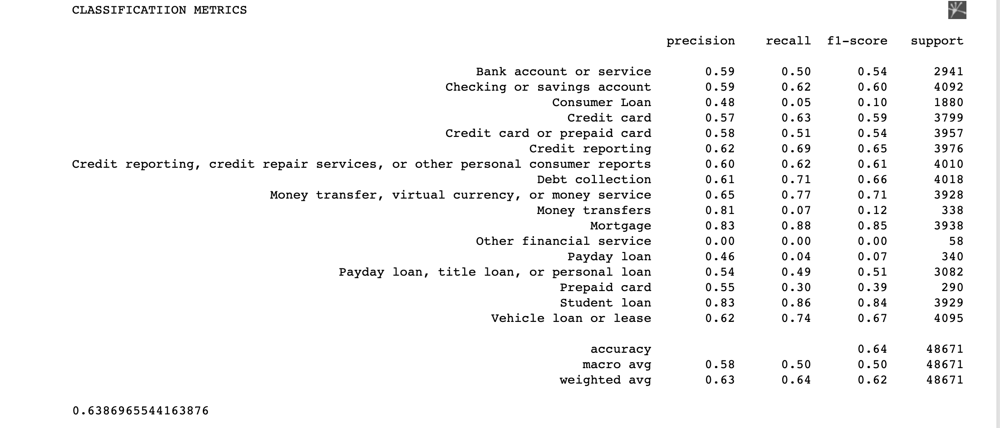 CLASSIFICATIION METRICS
precision recall f1-score support
Bank account or service 0.59 0.50 0.54 2941
Checking or savings account 0.59 0.62 0.60 4092
Consumer Loan 0.48 0.05 0.10 1880
Credit card 0.57 0.63 0.59 3799
Credit card or prepaid card 0.58 0.51 0.54 3957
Credit reporting 0.62 0.69 0.65 3976
Credit reporting, credit repair services, or other personal consumer reports 0.60 0.62 0.61 4010
Debt collection 0.61 0.71 0.66 4018
Money transfer, virtual currency, or money service 0.65 0.77 0.71 3928
Money transfers 0.81 0.07 0.12 338
Mortgage 0.83 0.88 0.85 3938
Other financial service 0.00 0.00 0.00 58
Payday loan 0.46 0.04 0.07 340
Payday loan, title loan, or personal loan 0.54 0.49 0.51 3082
Prepaid card 0.55 0.30 0.39 290
Student loan 0.83 0.86 0.84 3929
Vehicle loan or lease 0.62 0.74 0.67 4095
accuracy 0.64 48671
macro avg 0.58 0.50 0.50 48671
weighted avg 0.63 0.64 0.62 48671
0.6386965544163876